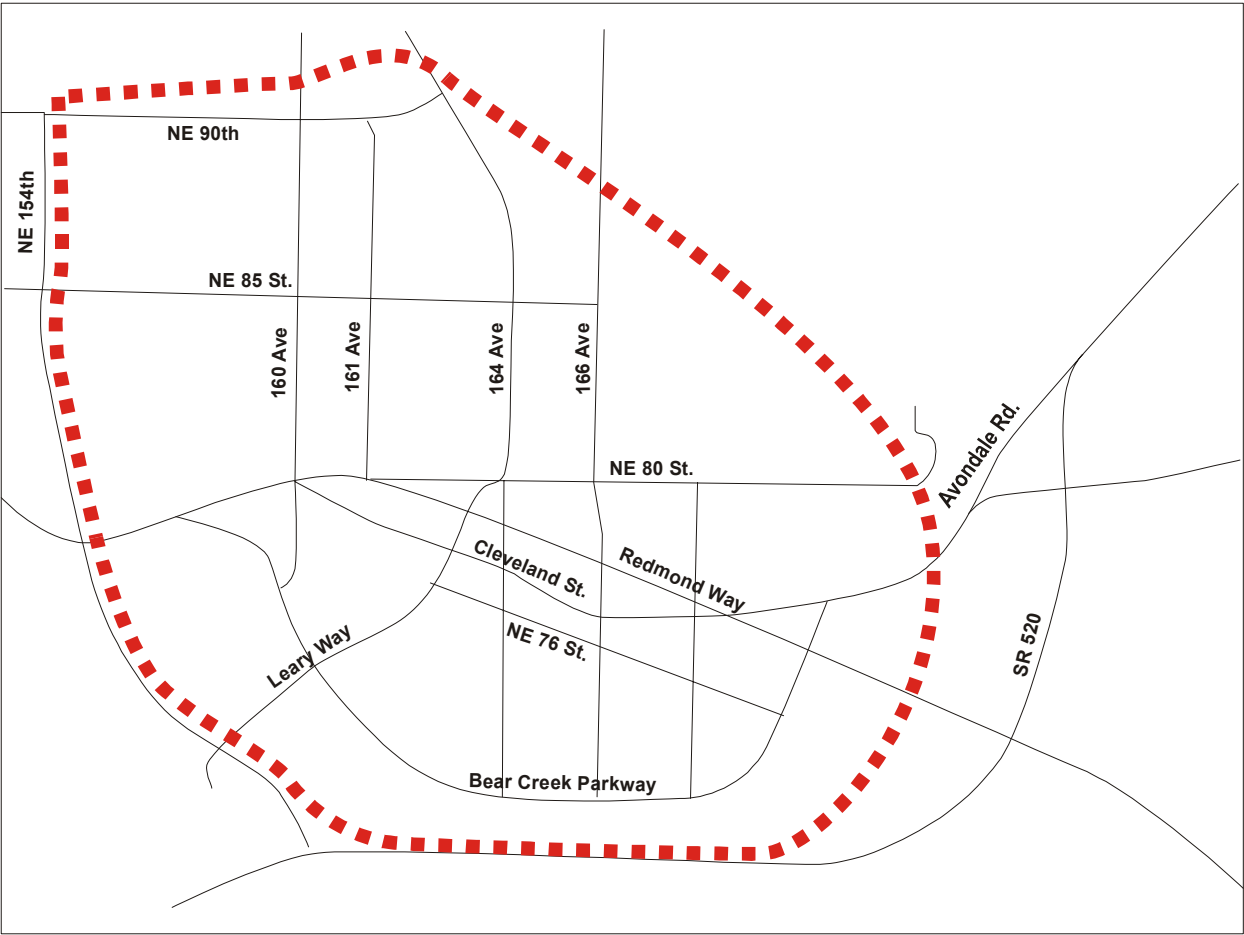 NE 90th
NE 154th
NE 85 St.
160 Ave
161 Ave
164 Ave
166 Ave
NE 80 St.
Avondale Rd.
Cleveland St.
Redmond Way
NE 76 St.
Leary Way
SR 520
Bear Creek Parkway